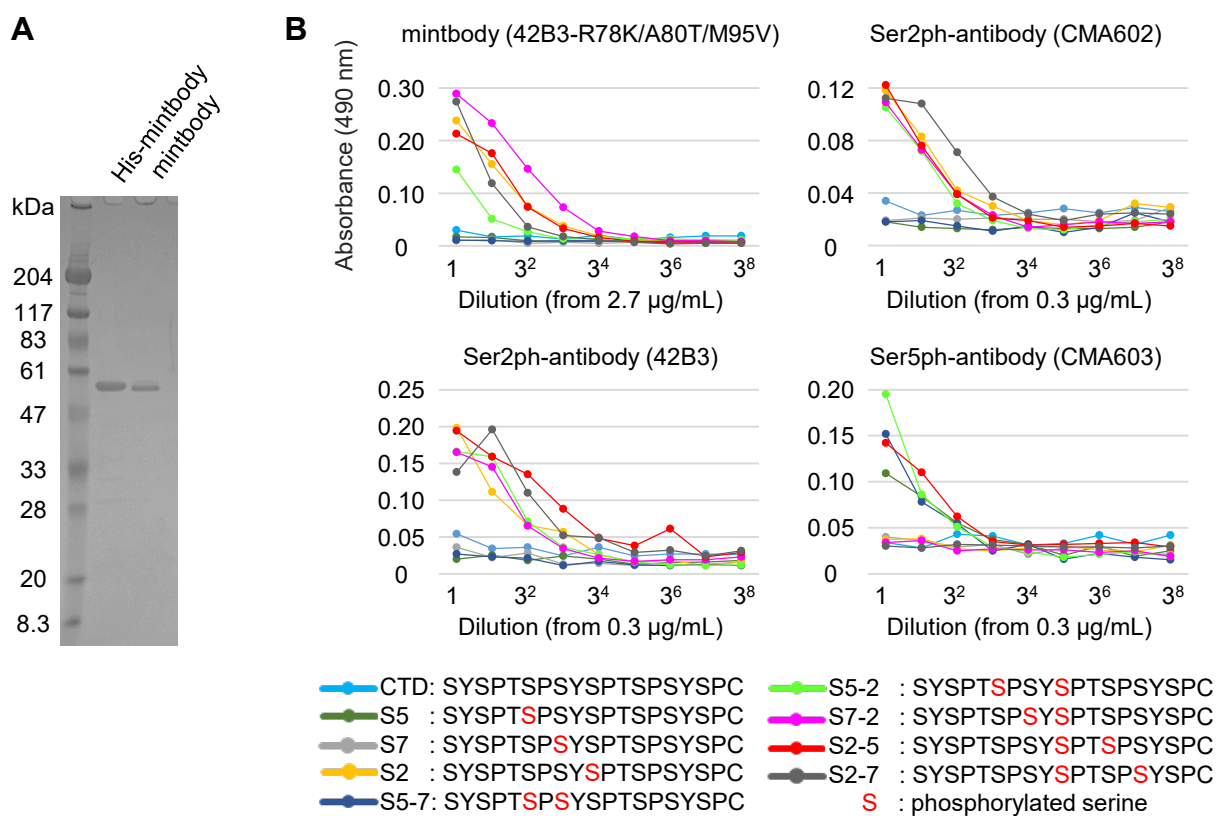 A
His-mintbody
mintbody
kDa
204
117
83
61
47
33
28
20
8.3
B
Absorbance (490 nm)
mintbody (42B3-R78K/A80T/M95V)
0.30
0.20
0.10
0
1 3² 3⁴ 3⁶ 3⁸
Dilution (from 2.7 µg/mL)
Ser2ph-antibody (CMA602)
0.12
0.08
0.04
0
1 3² 3⁴ 3⁶ 3⁸
Dilution (from 0.3 µg/mL)
Ser2ph-antibody (42B3)
0.25
0.20
0.15
0.10
0.05
0
1 3² 3⁴ 3⁶ 3⁸
Dilution (from 0.3 µg/mL)
Ser5ph-antibody (CMA603)
0.20
0.15
0.10
0.05
0
1 3² 3⁴ 3⁶ 3⁸
Dilution (from 0.3 µg/mL)
CTD: SYSPTSPSYSPTSPSYSPC
S5 : SYSPTSPSYSPTSPSYSPC
S7 : SYSPTSPSYSPTSPSYSPC
S2 : SYSPTSPSYSPTSPSYSPC
S5-7: SYSPTSPSYSPTSPSYSPC
S5-2 : SYSPTSPSYSPTSPSYSPC
S7-2 : SYSPTSPSYSPTSPSYSPC
S2-5 : SYSPTSPSYSPTSPSYSPC
S2-7 : SYSPTSPSYSPTSPSYSPC
S : phosphorylated serine